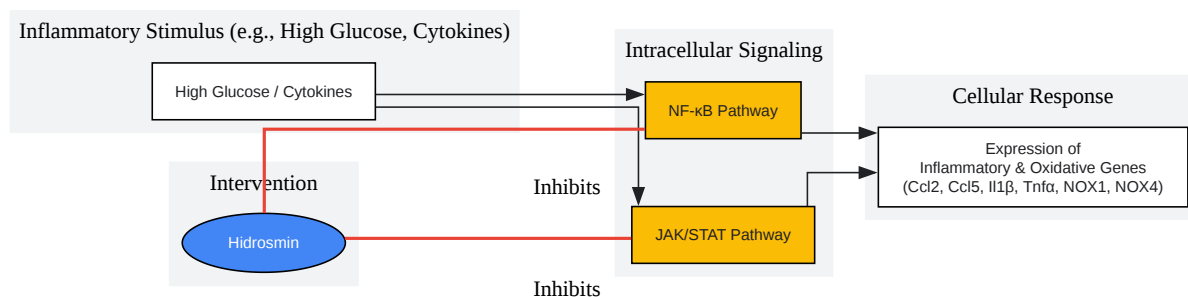 Inflammatory Stimulus (e.g., High Glucose, Cytokines)
High Glucose / Cytokines
Intervention
Hidrosmin
Inhibits
Inhibits
Intracellular Signaling
NF-κB Pathway
JAK/STAT Pathway
Cellular Response
Expression of
Inflammatory & Oxidative Genes
(Ccl2, Ccl5, Il1β, Tnfα, NOX1, NOX4)